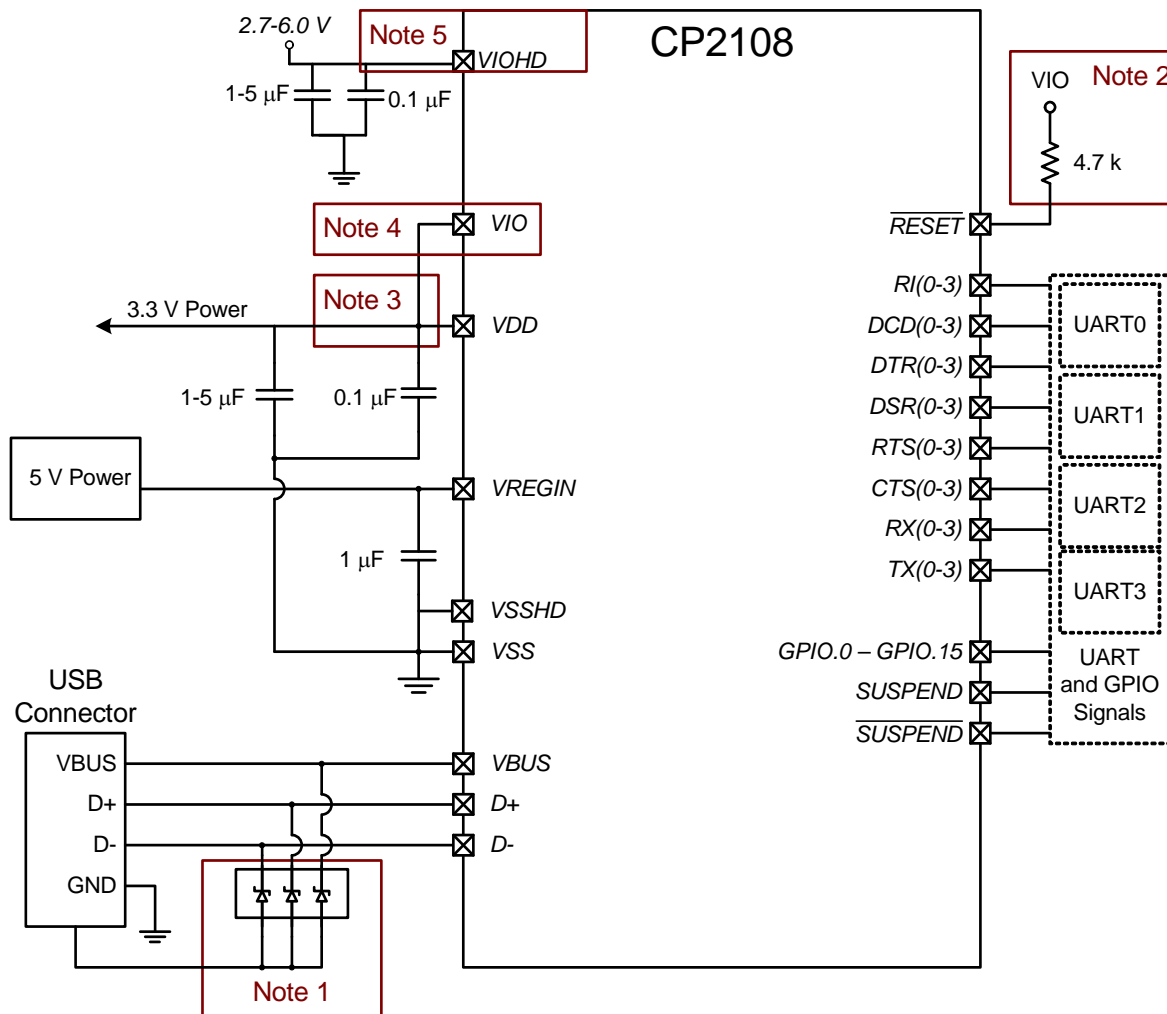 2.7-6.0 V
Note 5
CP2108
VIOHD
1-5 μF
0.1 μF
VIO
Note 2
4.7 k
Note 4
VIO
RESET
Note 3
3.3 V Power
VDD
1-5 μF
0.1 μF
RI(0-3)
DCD(0-3)
DTR(0-3)
DSR(0-3)
RTS(0-3)
CTS(0-3)
RX(0-3)
TX(0-3)
UART0
UART1
UART2
UART3
5 V Power
VREGIN
1 μF
VSSHD
VSS
GPIO.0 – GPIO.15
SUSPEND
SUSPEND
UART
and GPIO
Signals
USB
Connector
VBUS
D+
D-
GND
VBUS
D+
D-
Note 1